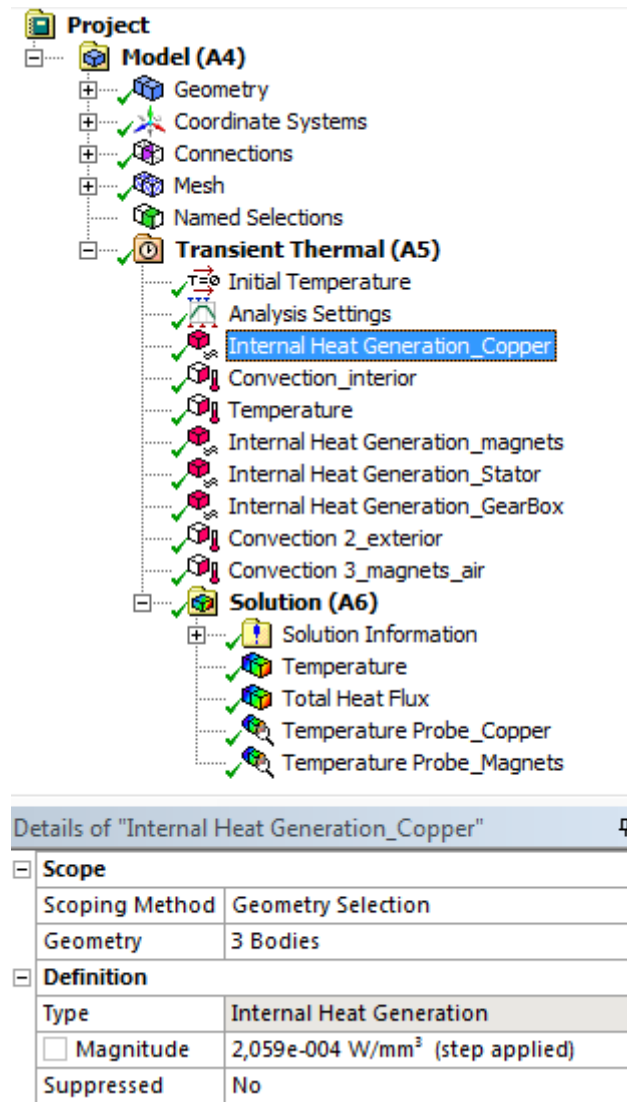 Project
Model (A4)
Geometry
Coordinate Systems
Connections
Mesh
Named Selections
Transient Thermal (A5)
T=0 Initial Temperature
Analysis Settings
Internal Heat Generation_Copper
Convection_interior
Temperature
Internal Heat Generation_magnets
Internal Heat Generation_Stator
Internal Heat Generation_GearBox
Convection 2_exterior
Convection 3_magnets_air
Solution (A6)
Solution Information
Temperature
Total Heat Flux
Temperature Probe_Copper
Temperature Probe_Magnets
Details of "Internal Heat Generation_Copper"
Scope
Scoping Method Geometry Selection
Geometry 3 Bodies
Definition
Type Internal Heat Generation
Magnitude 2,059e-004 W/mm³ (step applied)
Suppressed No